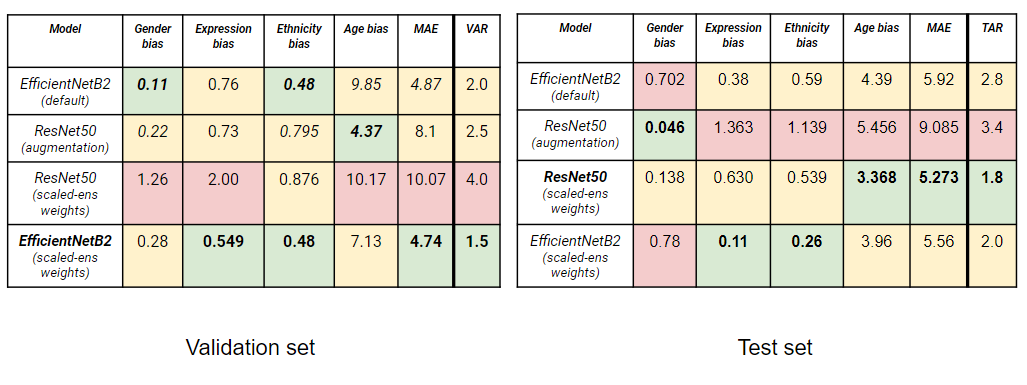 Model Gender bias Expression bias Ethnicity bias Age bias MAE VAR
EfficientNetB2 (default) 0.11 0.76 0.48 9.85 4.87 2.0
ResNet50 (augmentation) 0.22 0.73 0.795 4.37 8.1 2.5
ResNet50 (scaled-ens weights) 1.26 2.00 0.876 10.17 10.07 4.0
EfficientNetB2 (scaled-ens weights) 0.28 0.549 0.48 7.13 4.74 1.5
Validation set
Model Gender bias Expression bias Ethnicity bias Age bias MAE TAR
EfficientNetB2 (default) 0.702 0.38 0.59 4.39 5.92 2.8
ResNet50 (augmentation) 0.046 1.363 1.139 5.456 9.085 3.4
ResNet50 (scaled-ens weights) 0.138 0.630 0.539 3.368 5.273 1.8
EfficientNetB2 (scaled-ens weights) 0.78 0.11 0.26 3.96 5.56 2.0
Test set